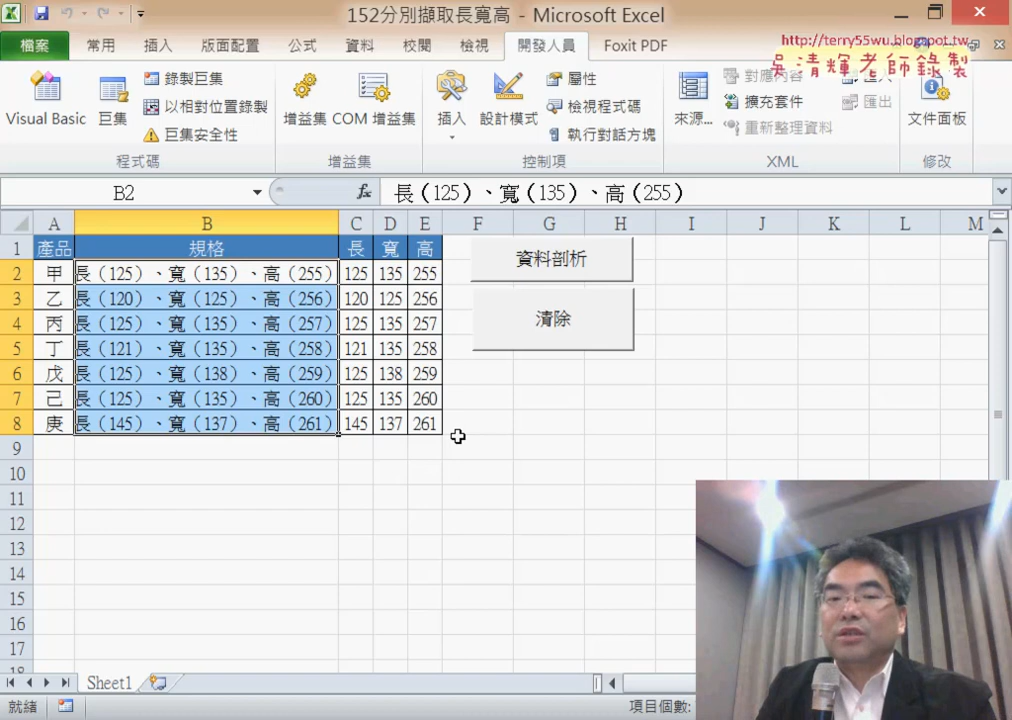 152分別擷取長寬高 - Microsoft Excel
http://terry55wu.blogspot.tw
吳清輝老師錄製
檔案 常用 插入 版面配置 公式 資料 校閱 檢視 開發人員 Foxit PDF
Visual Basic 巨集 錄製巨集 以相對位置錄製 巨集安全性
增益集 COM 增益集
插入 設計模式 屬性 檢視程式碼 執行對話方塊
來源... 對應內容 擴充套件 重新整理資料 匯出
文件面板
程式碼 增益集 控制項 XML 修改
B2 fx 長（125）、寬（135）、高（255）
A B C D E F G H I J K L M
1 產品 規格 長 寬 高
2 甲 長（125）、寬（135）、高（255） 125 135 255
3 乙 長（120）、寬（125）、高（256） 120 125 256
4 丙 長（125）、寬（135）、高（257） 125 135 257
5 丁 長（121）、寬（135）、高（258） 121 135 258
6 戊 長（125）、寬（138）、高（259） 125 138 259
7 己 長（125）、寬（135）、高（260） 125 135 260
8 庚 長（145）、寬（137）、高（261） 145 137 261
資料剖析
清除
9
10
11
12
13
14
15
16
17
18
Sheet1
就緒 項目個數: